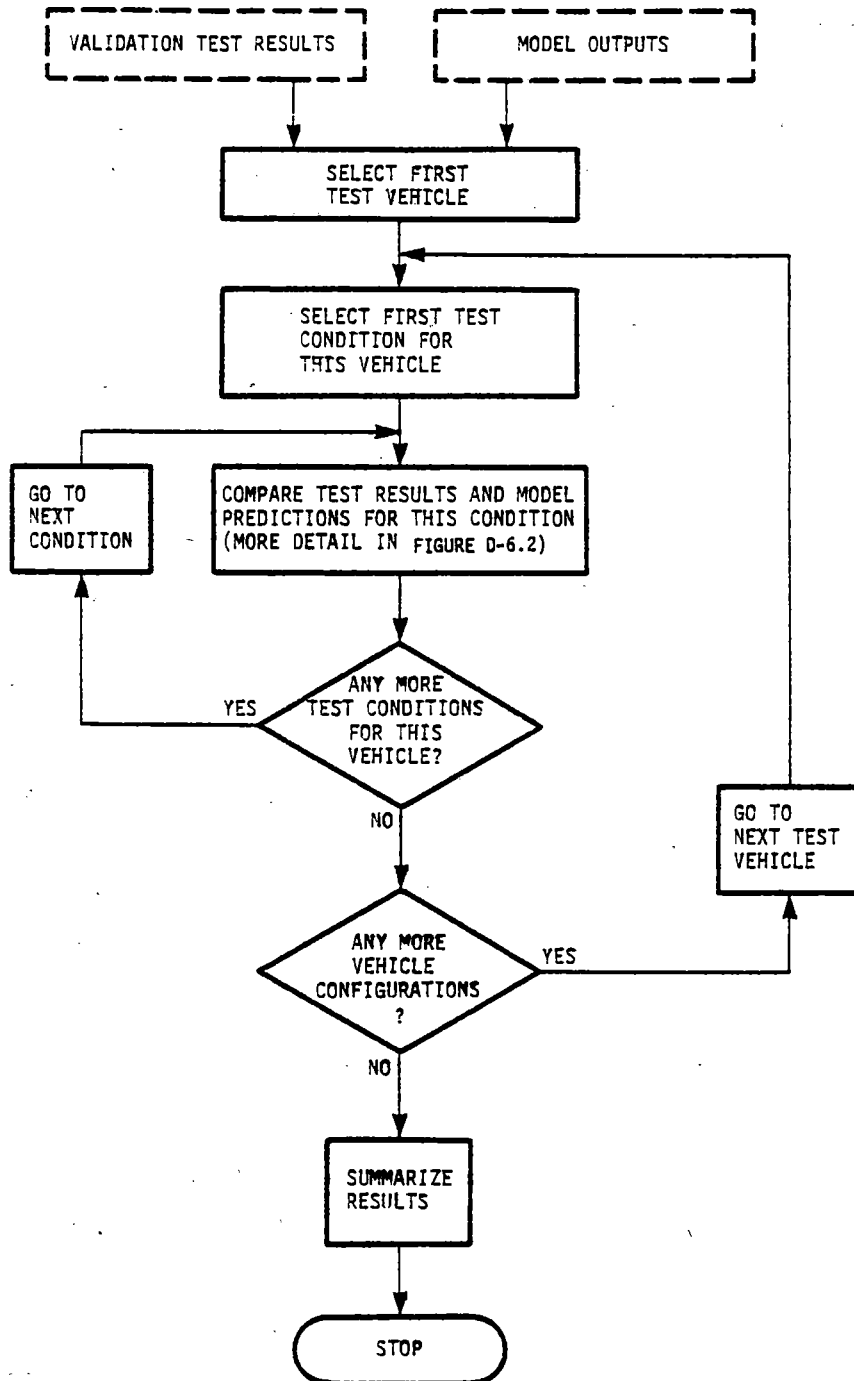 VALIDATION TEST RESULTS
MODEL OUTPUTS
SELECT FIRST
TEST VEHICLE
SELECT FIRST TEST
CONDITION FOR
THIS VEHICLE
GO TO
NEXT
CONDITION
COMPARE TEST RESULTS AND MODEL
PREDICTIONS FOR THIS CONDITION
(MORE DETAIL IN FIGURE D-6.2)
YES
ANY MORE
TEST CONDITIONS
FOR THIS
VEHICLE?
NO
GO TO
NEXT TEST
VEHICLE
ANY MORE
VEHICLE
CONFIGURATIONS
?
YES
NO
SUMMARIZE
RESULTS
STOP